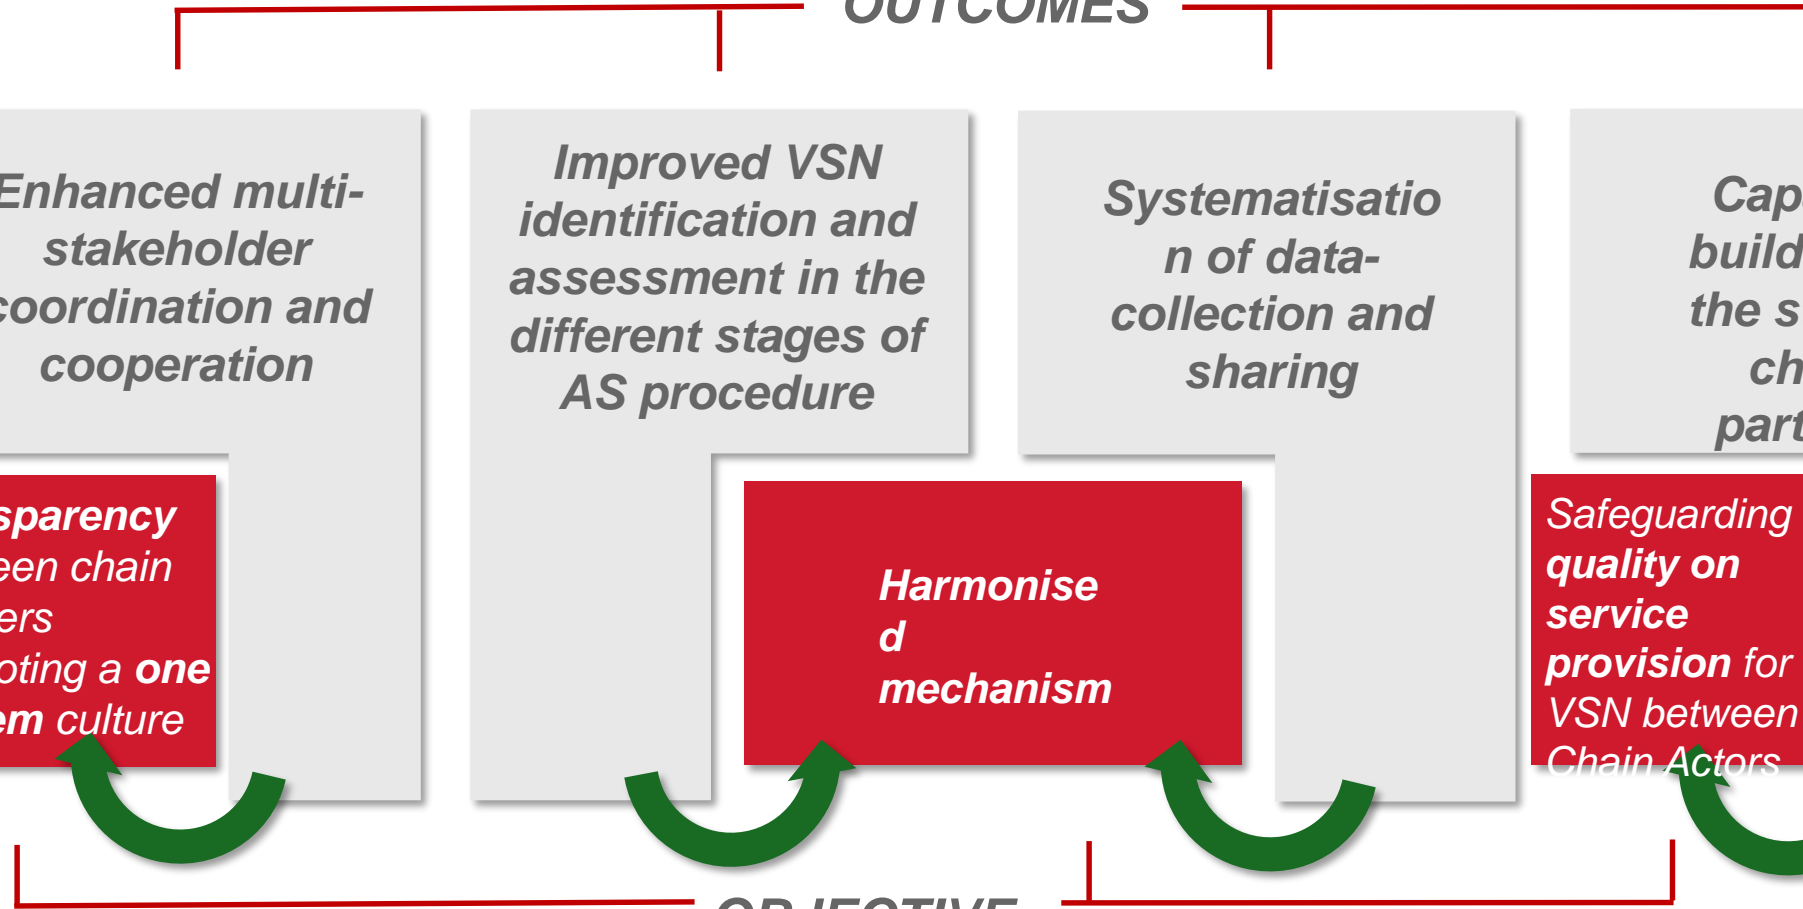 OUTCOMES
Enhanced multi-
stakeholder
coordination and
cooperation
Improved VSN
identification and
assessment in the
different stages of
AS procedure
Systematisatio
n of data-
collection and
sharing
Cap
build
the s
ch
part
sparency
een chain
ers
oting a one
em culture
Harmonise
d
mechanism
Safeguarding
quality on
service
provision for
VSN between
Chain Actors
OBJECTIVE